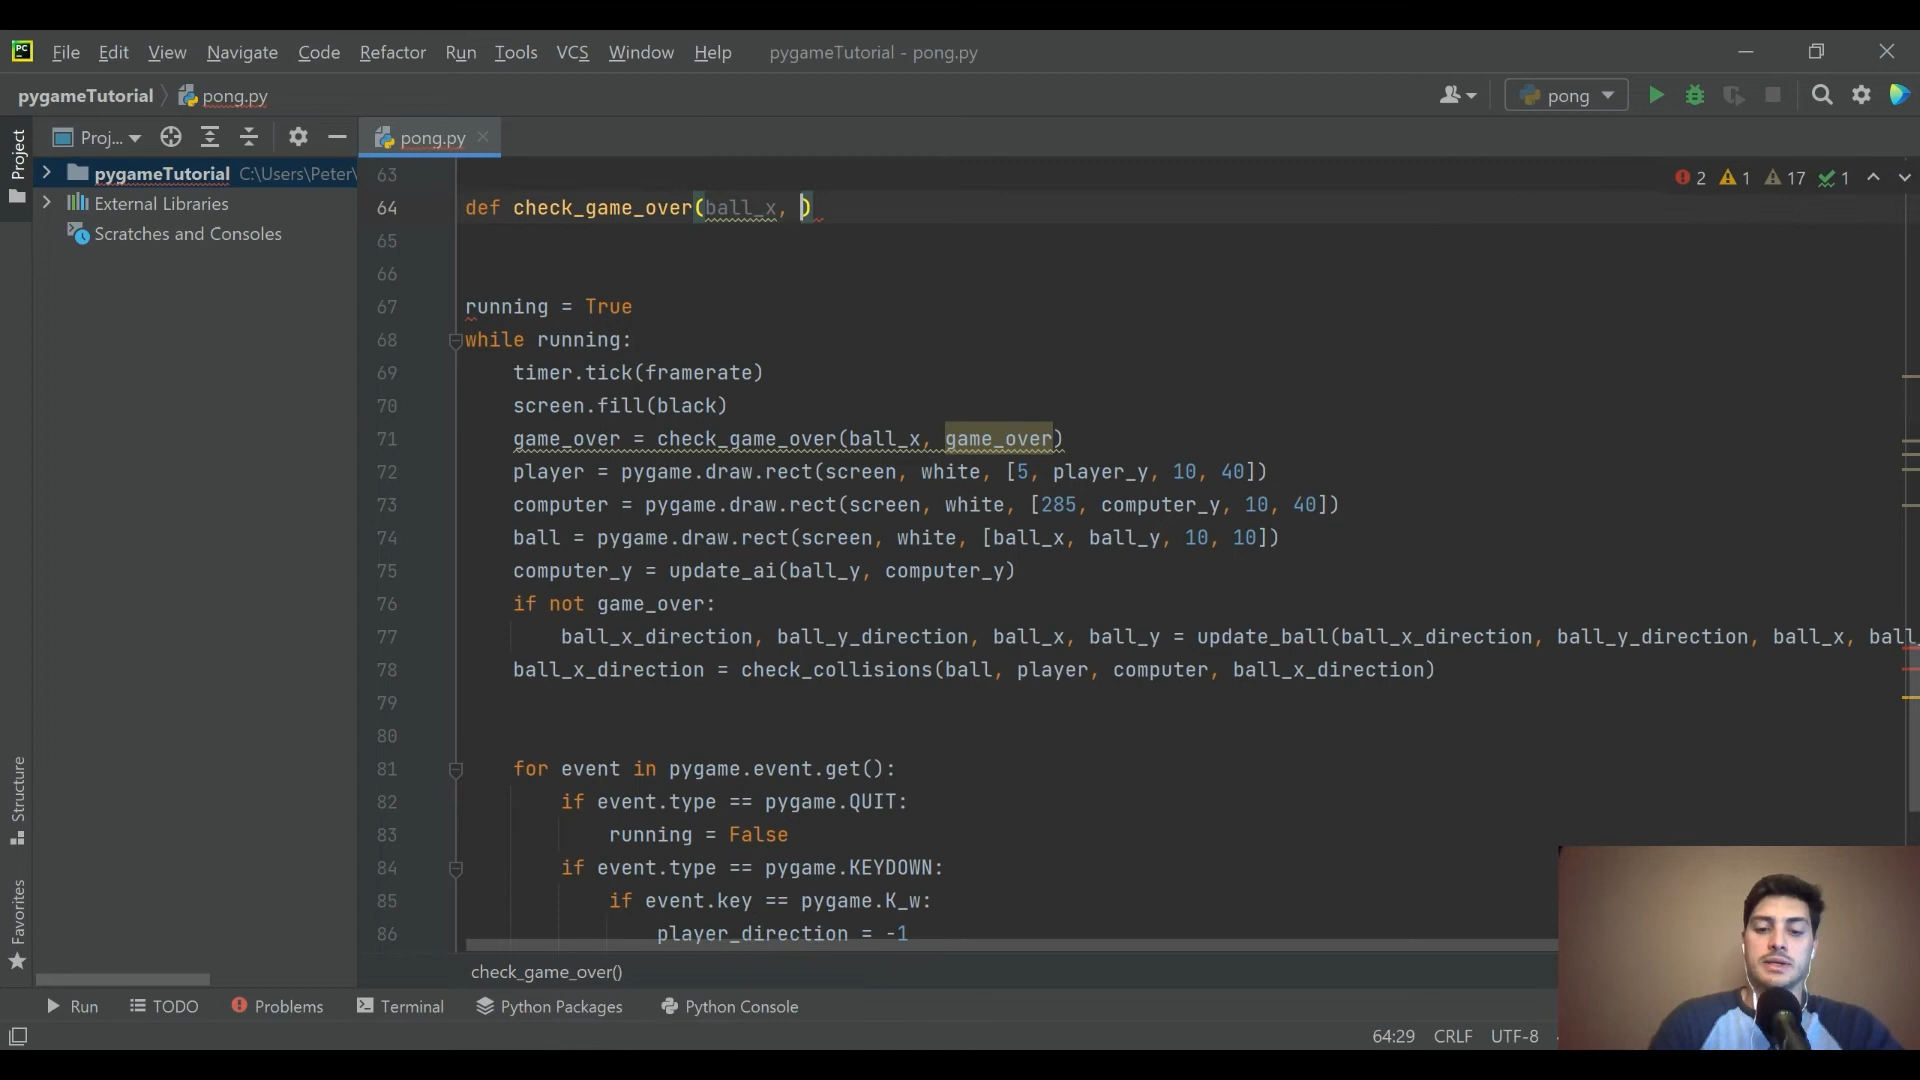 PC File Edit View Navigate Code Refactor Run Tools VCS Window Help pygameTutorial - pong.py
pygameTutorial pong.py pong
Proj... pong.py
Project
pygameTutorial C:\Users\Peter\
External Libraries
Scratches and Consoles
2 1 17 1
63
64 def check_game_over(ball_x, )
65
66
67 running = True
68 while running:
69 timer.tick(framerate)
70 screen.fill(black)
71 game_over = check_game_over(ball_x, game_over)
72 player = pygame.draw.rect(screen, white, [5, player_y, 10, 40])
73 computer = pygame.draw.rect(screen, white, [285, computer_y, 10, 40])
74 ball = pygame.draw.rect(screen, white, [ball_x, ball_y, 10, 10])
75 computer_y = update_ai(ball_y, computer_y)
76 if not game_over:
77 ball_x_direction, ball_y_direction, ball_x, ball_y = update_ball(ball_x_direction, ball_y_direction, ball_x, ball_
78 ball_x_direction = check_collisions(ball, player, computer, ball_x_direction)
79
80
81 for event in pygame.event.get():
82 if event.type == pygame.QUIT:
83 running = False
84 if event.type == pygame.KEYDOWN:
85 if event.key == pygame.K_w:
86 player_direction = -1
Structure
Favorites
check_game_over()
Run TODO Problems Terminal Python Packages Python Console
64:29 CRLF UTF-8